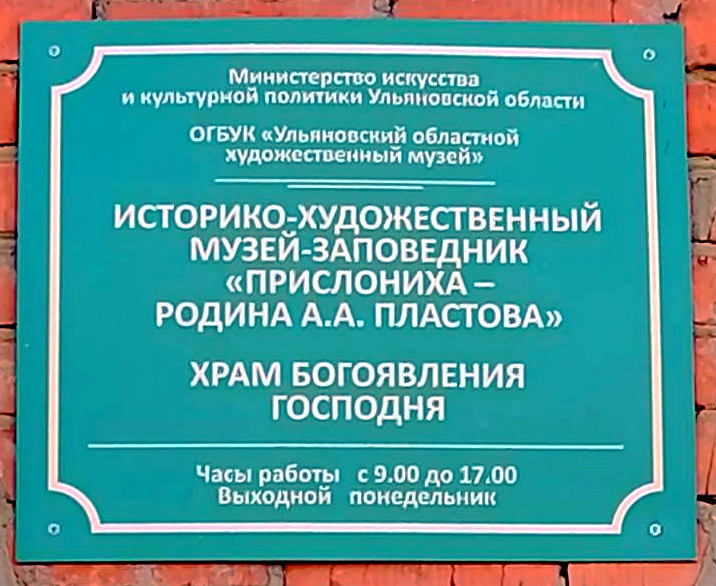 Министерство искусства
и культурной политики Ульяновской области
ОГБУК «Ульяновский областной
художественный музей»
ИСТОРИКО-ХУДОЖЕСТВЕННЫЙ
МУЗЕЙ-ЗАПОВЕДНИК
«ПРИСЛОНИХА –
РОДИНА А.А. ПЛАСТОВА»
ХРАМ БОГОЯВЛЕНИЯ
ГОСПОДНЯ
Часы работы с 9.00 до 17.00
Выходной понедельник